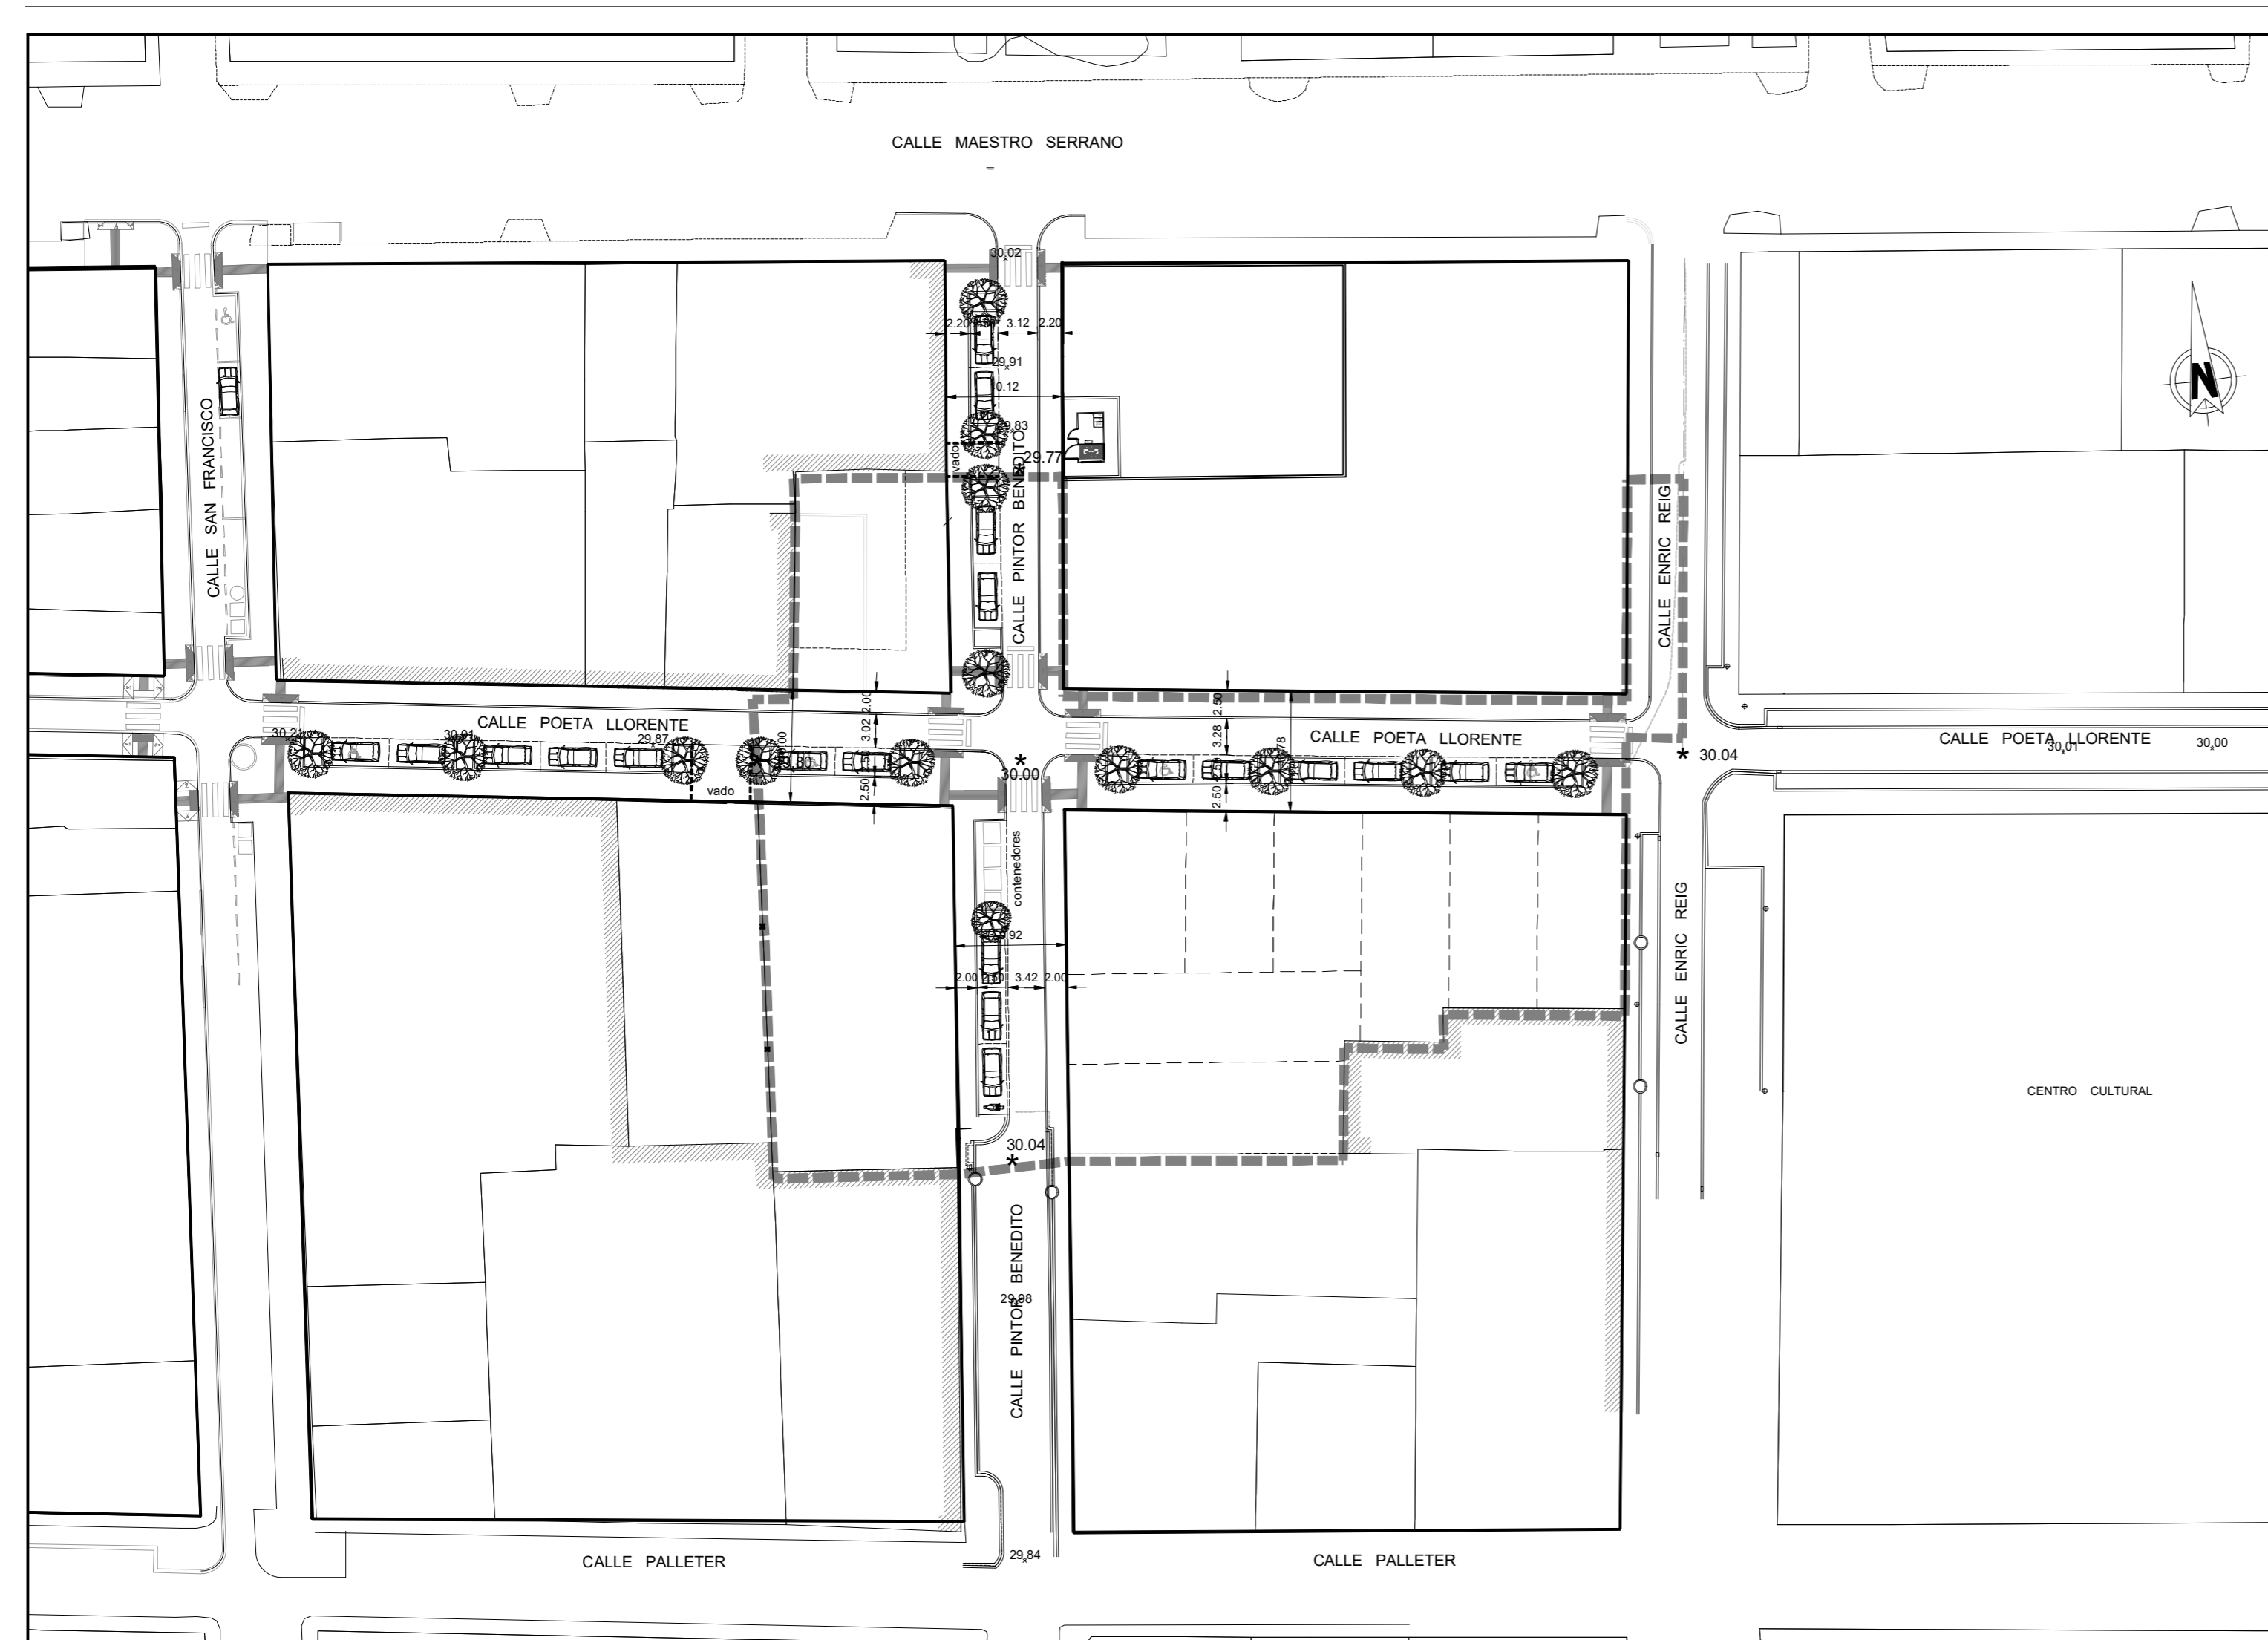 CALLE MAESTRO SERRANO
30.02
2.20
3.12
2.20
29.91
0.12
CALLE SAN FRANCISCO
N
vado
29.77
CALLE PINTOR BENEDITO
CALLE ENRIC REIG
2.00
2.50
CALLE POETA LLORENTE
3.02
3.28
CALLE POETA LLORENTE
CALLE POETA LLORENTE
30.21
30.01
29.87
30.01
30.00
30.04
30.00
2.50
2.50
2.50
2.50
vado
contenedores
2.00
2.50
3.42
2.00
CALLE ENRIC REIG
30.04
CENTRO CULTURAL
CALLE PINTOR BENEDITO
29.98
29.84
CALLE PALLETER
CALLE PALLETER